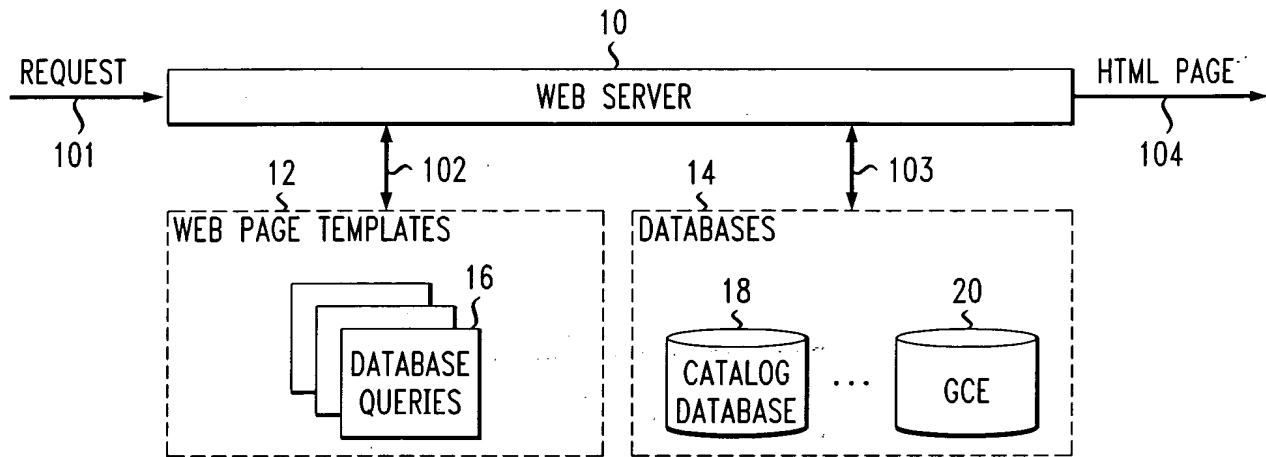 10
REQUEST
WEB SERVER
HTML PAGE
101
102
103
104
12
14
WEB PAGE TEMPLATES
DATABASES
16
18
20
DATABASE
QUERIES
CATALOG
DATABASE
...
GCE